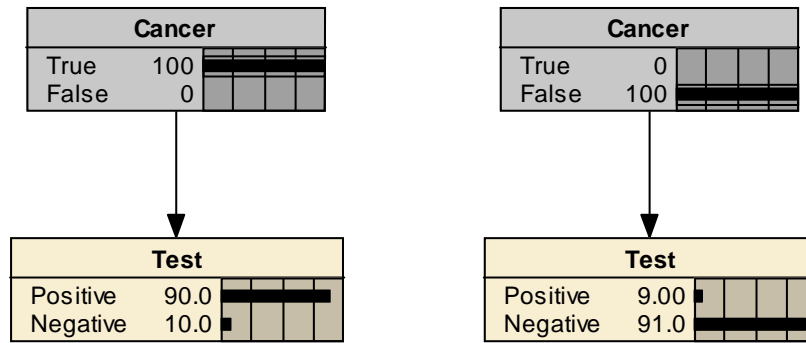 Cancer
True 100
False 0
Test
Positive 90.0
Negative 10.0
Cancer
True 0
False 100
Test
Positive 9.00
Negative 91.0